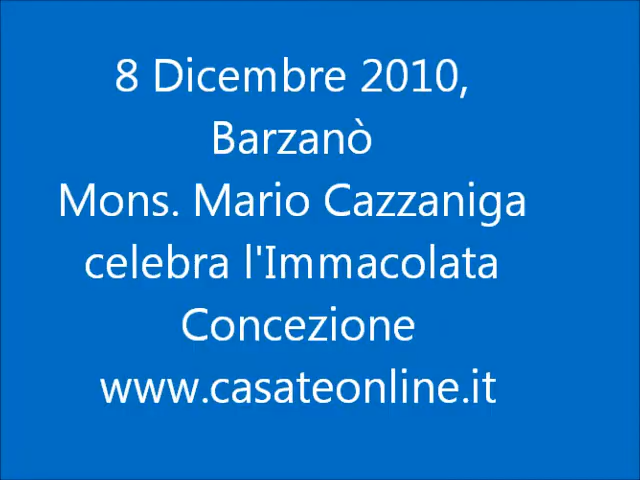 8 Dicembre 2010,
Barzanò
Mons. Mario Cazzaniga
celebra l'Immacolata
Concezione
www.casateonline.it